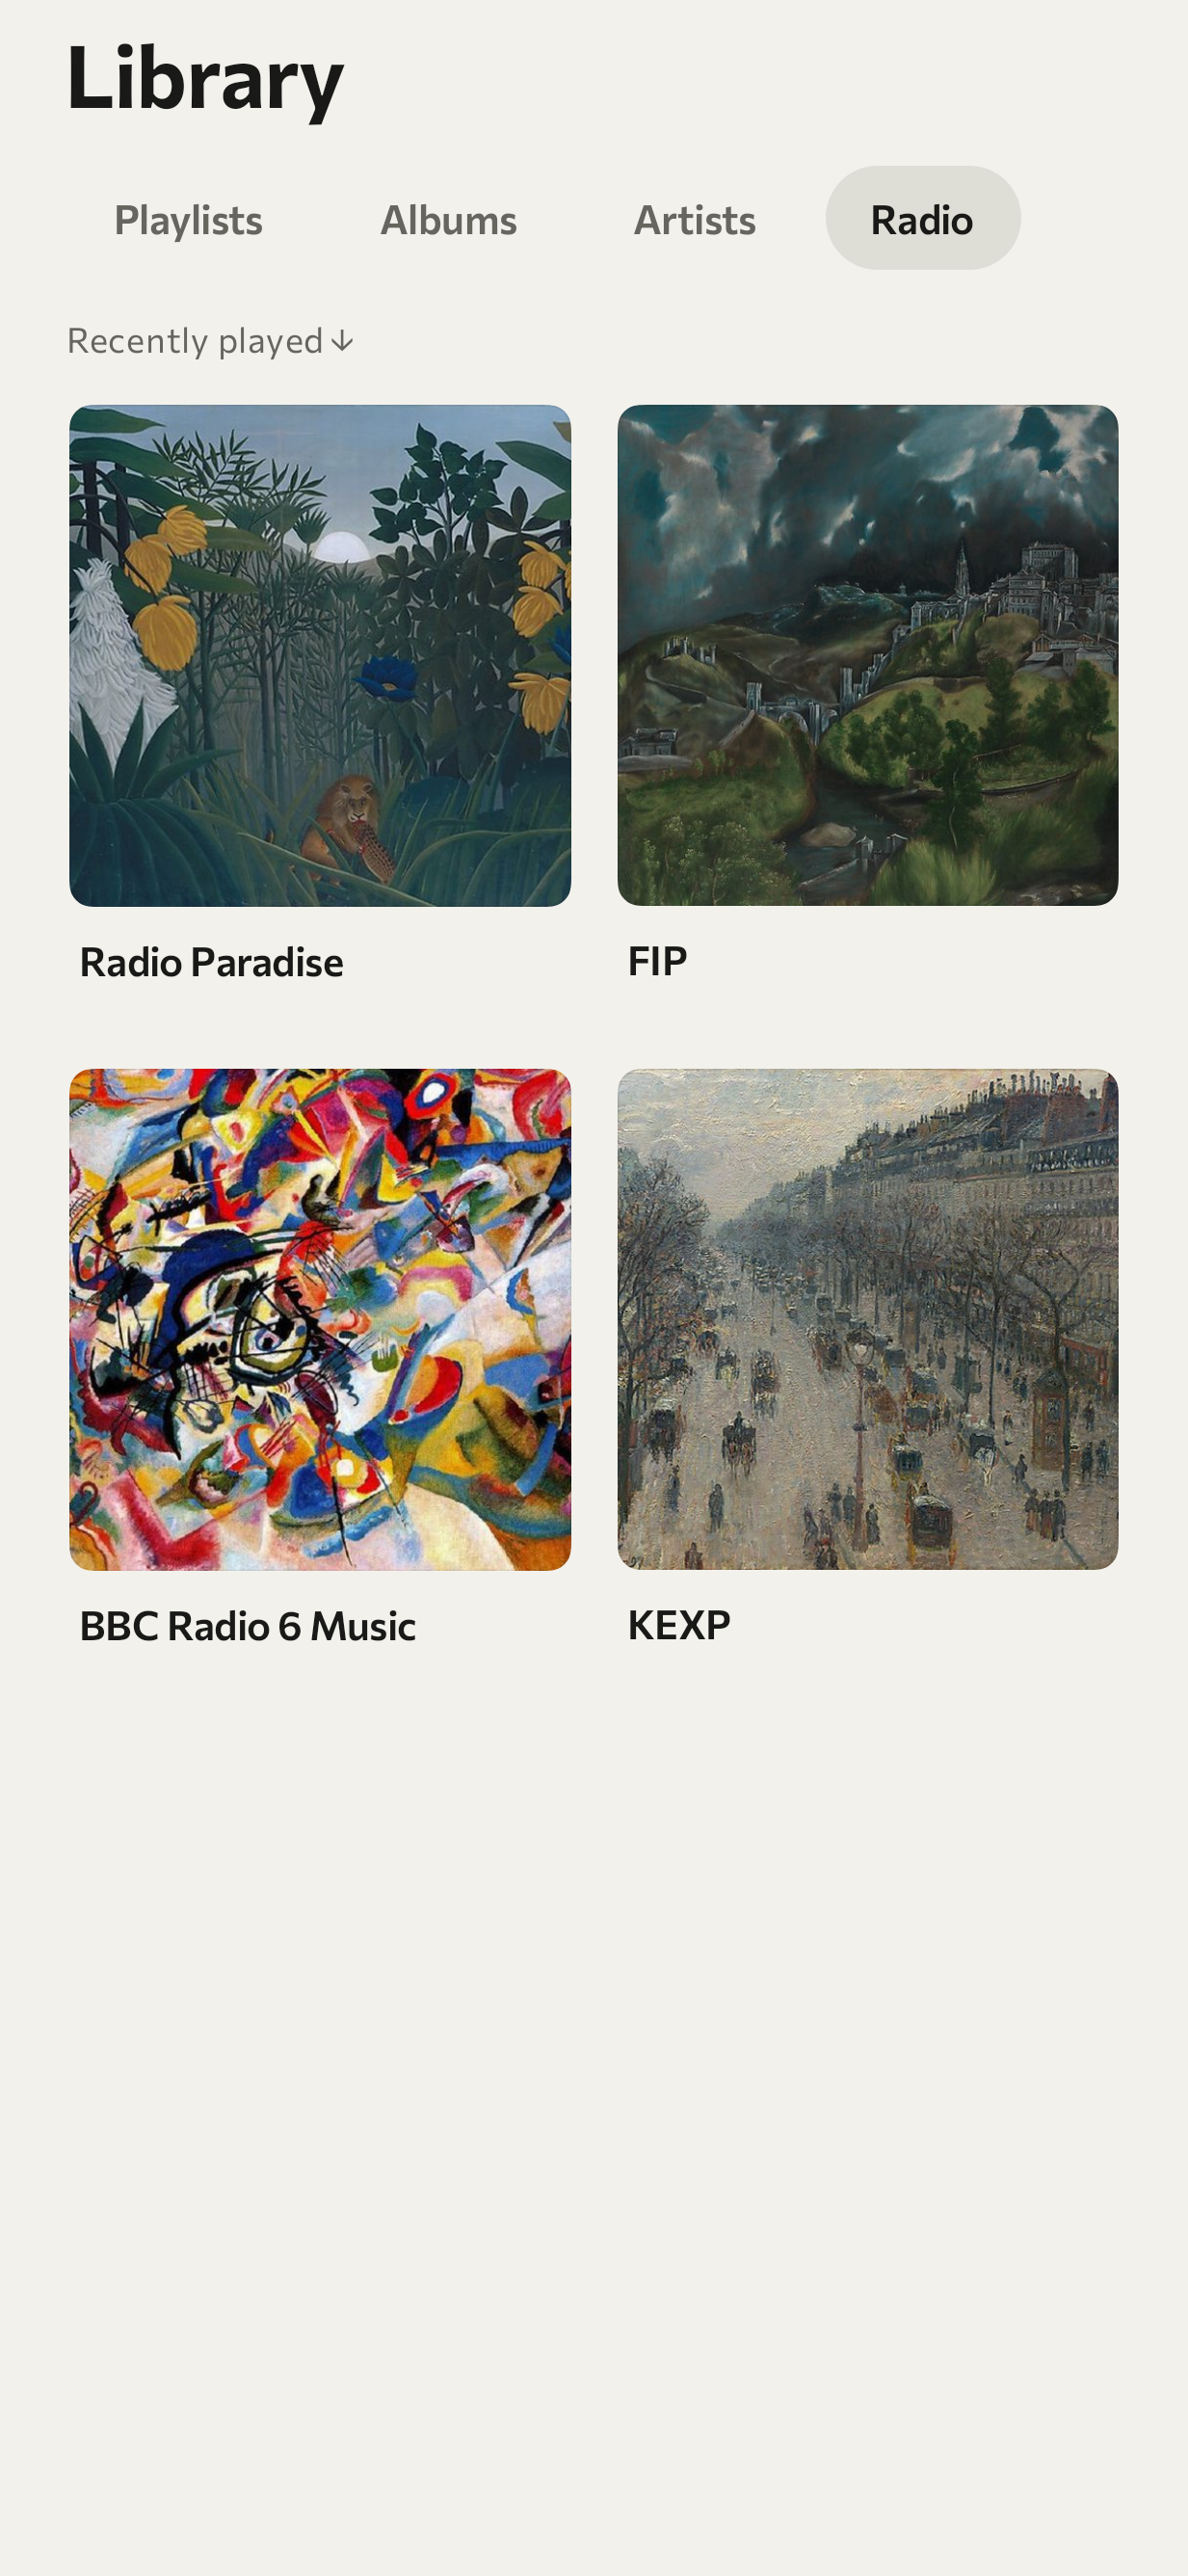 Library
Playlists Albums Artists Radio
Recently played ↓
Radio Paradise
FIP
BBC Radio 6 Music
KEXP